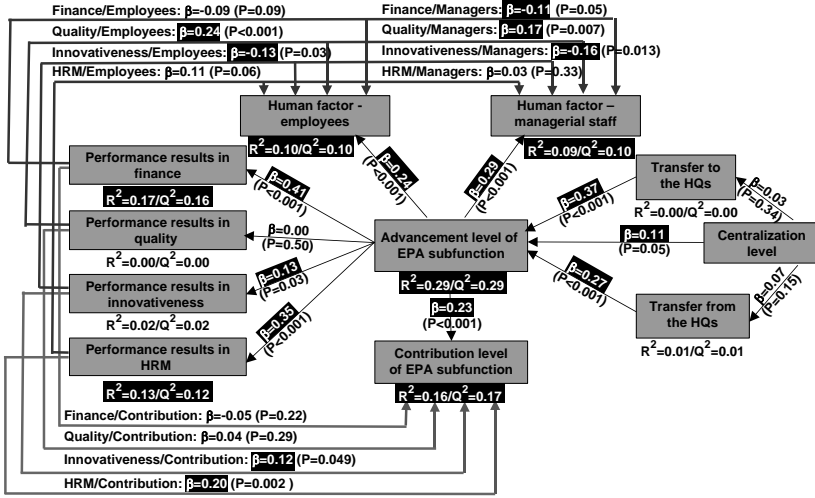 Finance/Employees: β=-0.09 (P=0.09)
Quality/Employees: β=0.24 (P<0.001)
Innovativeness/Employees: β=-0.13 (P=0.03)
HRM/Employees: β=0.11 (P=0.06)
Finance/Managers: β=-0.11 (P=0.05)
Quality/Managers: β=0.17 (P=0.007)
Innovativeness/Managers: β=-0.16 (P=0.013)
HRM/Managers: β=0.03 (P=0.33)
Human factor -
employees
R²=0.10/Q²=0.10
Human factor –
managerial staff
R²=0.09/Q²=0.10
Performance results in
finance
R²=0.17/Q²=0.16
Performance results in
quality
R²=0.00/Q²=0.00
Performance results in
innovativeness
R²=0.02/Q²=0.02
Performance results in
HRM
R²=0.13/Q²=0.12
β=0.41
(P<0.001)
β=0.00
(P=0.50)
β=0.13
(P=0.03)
β=0.35
(P<0.001)
β=0.24
(P<0.001)
β=0.29
(P<0.001)
Advancement level of
EPA subfunction
R²=0.29/Q²=0.29
β=0.23
(P<0.001)
Contribution level
of EPA subfunction
R²=0.16/Q²=0.17
β=0.37
(P<0.001)
β=0.11
(P=0.05)
β=0.27
(P<0.001)
Transfer to
the HQs
R²=0.00/Q²=0.00
β=0.03
(P=0.34)
Centralization
level
β=0.07
(P=0.15)
Transfer from
the HQs
R²=0.01/Q²=0.01
Finance/Contribution: β=-0.05 (P=0.22)
Quality/Contribution: β=0.04 (P=0.29)
Innovativeness/Contribution: β=0.12 (P=0.049)
HRM/Contribution: β=0.20 (P=0.002 )